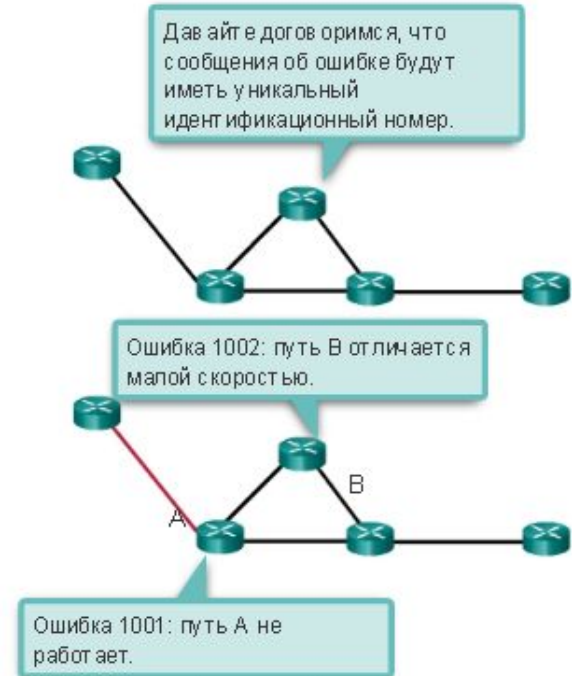 Давайте договоримся, что
сообщения об ошибке будут
иметь уникальный
идентификационный номер.
Ошибка 1002: путь B отличается
малой скоростью.
B
A
Ошибка 1001: путь A не
работает.